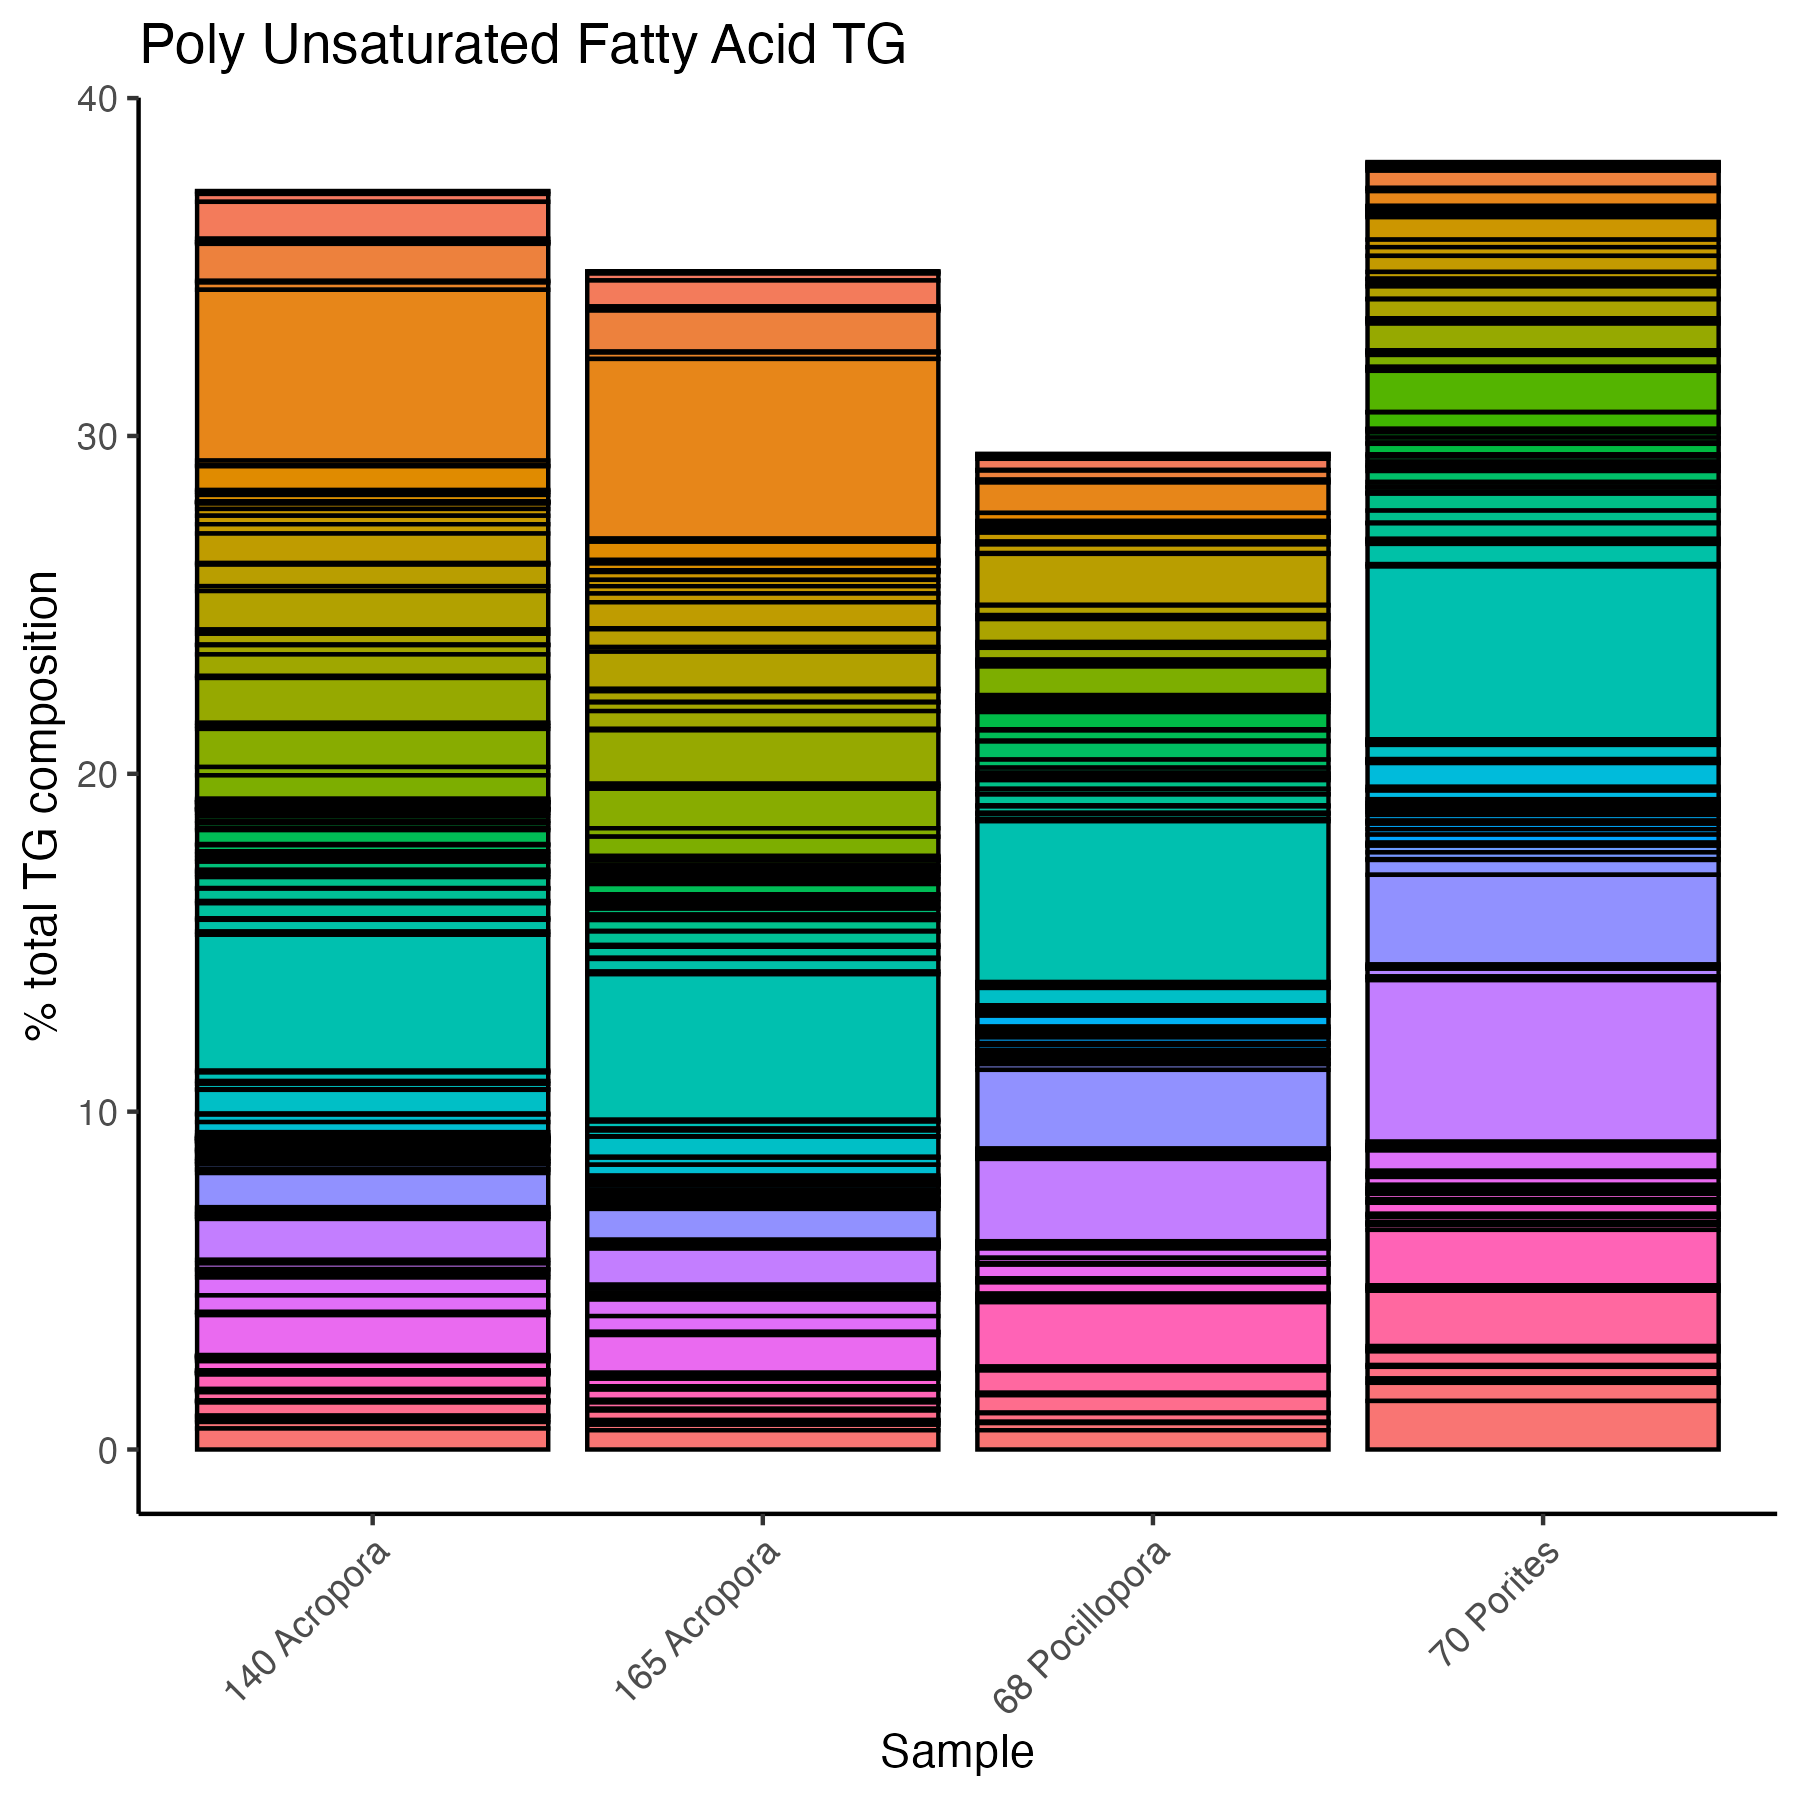 Poly Unsaturated Fatty Acid TG
40
30
20
10
0
% total TG composition
140 Acropora
165 Acropora
68 Pocillopora
70 Porites
Sample